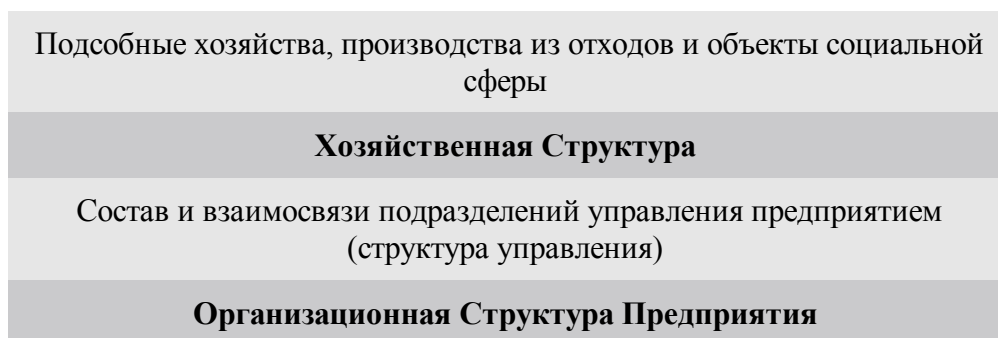 Подсобные хозяйства, производства из отходов и объекты социальной
сферы
Хозяйственная Структура
Состав и взаимосвязи подразделений управления предприятием
(структура управления)
Организационная Структура Предприятия